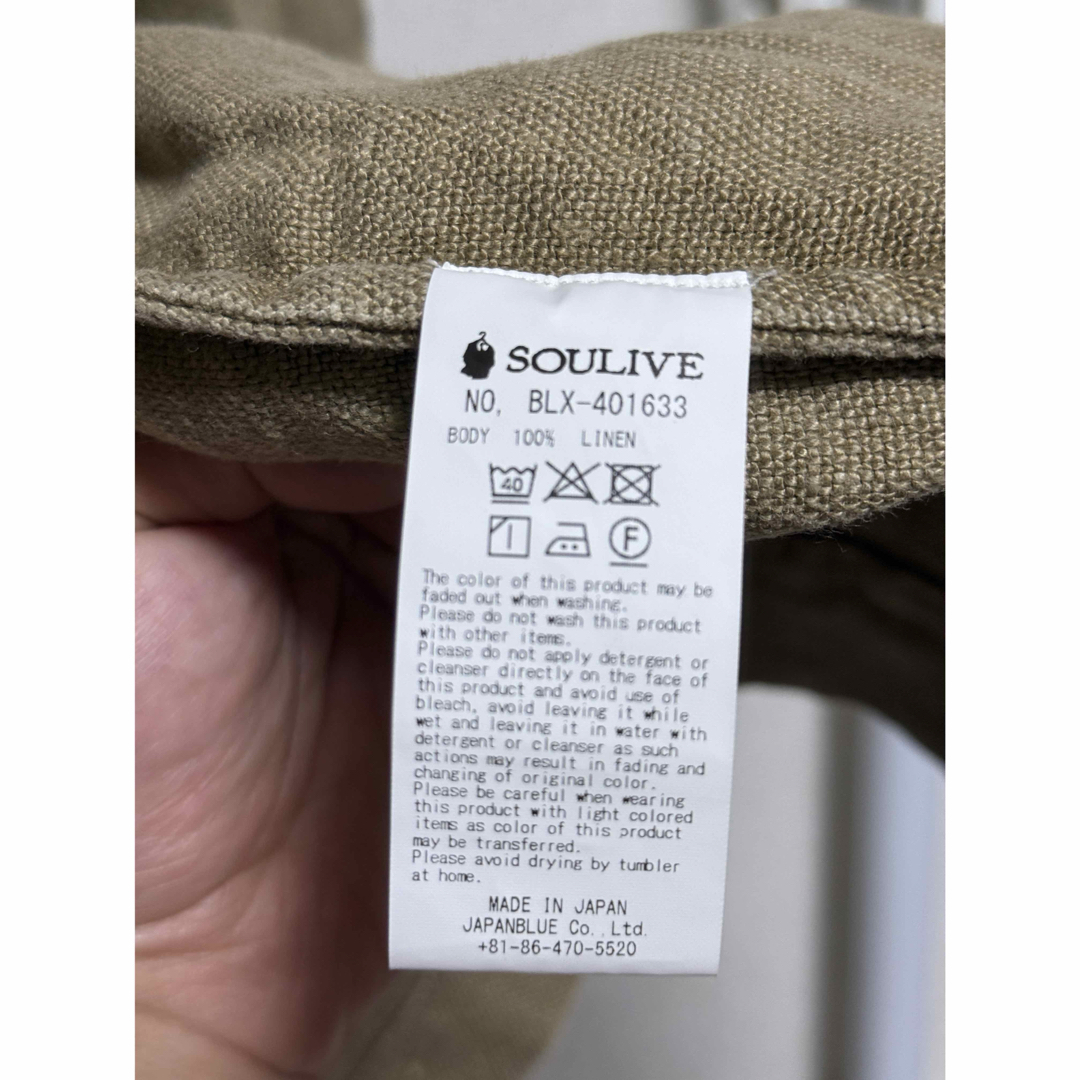 SOULIVE
NO, BLX-401633
BODY 100% LINEN
40
F
The color of this product may be
faded out when washing.
Please do not wash this product
with other items.
Please do not apply detergent or
cleanser directly on the face of
this product and avoid use of
bleach, avoid leaving it while
wet and leaving it in water with
detergent or cleanser as such
actions may result in fading and
changing of original color.
Please be careful when wearing
this product with light colored
items as color of this product
may be transferred.
Please avoid drying by tumbler
at home.
MADE IN JAPAN
JAPANBLUE Co., Ltd.
+81-86-470-5520